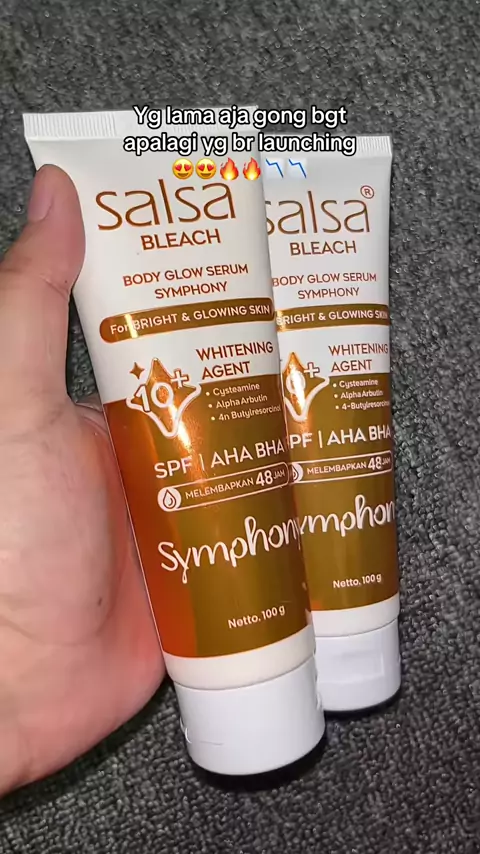 Yg lama aja gong bgt
apalagi yg br launching
😍😍🔥🔥📉📉
salsa
BLEACH
BODY GLOW SERUM
SYMPHONY
For BRIGHT & GLOWING SKIN
10+
WHITENING
AGENT
• Cysteamine
• Alpha Arbutin
• 4n Butylresorcinol
SPF | AHA BHA
MELEMBAPKAN 48 JAM
Symphony
Netto. 100 g
salsa®
BLEACH
BODY GLOW SERUM
SYMPHONY
BRIGHT & GLOWING SKIN
WHITENING
AGENT
• Cysteamine
• Alpha Arbutin
• 4-Butylresorcinol
SPF | AHA BHA
MELEMBAPKAN 48 JAM
ymphon
Netto. 100 g